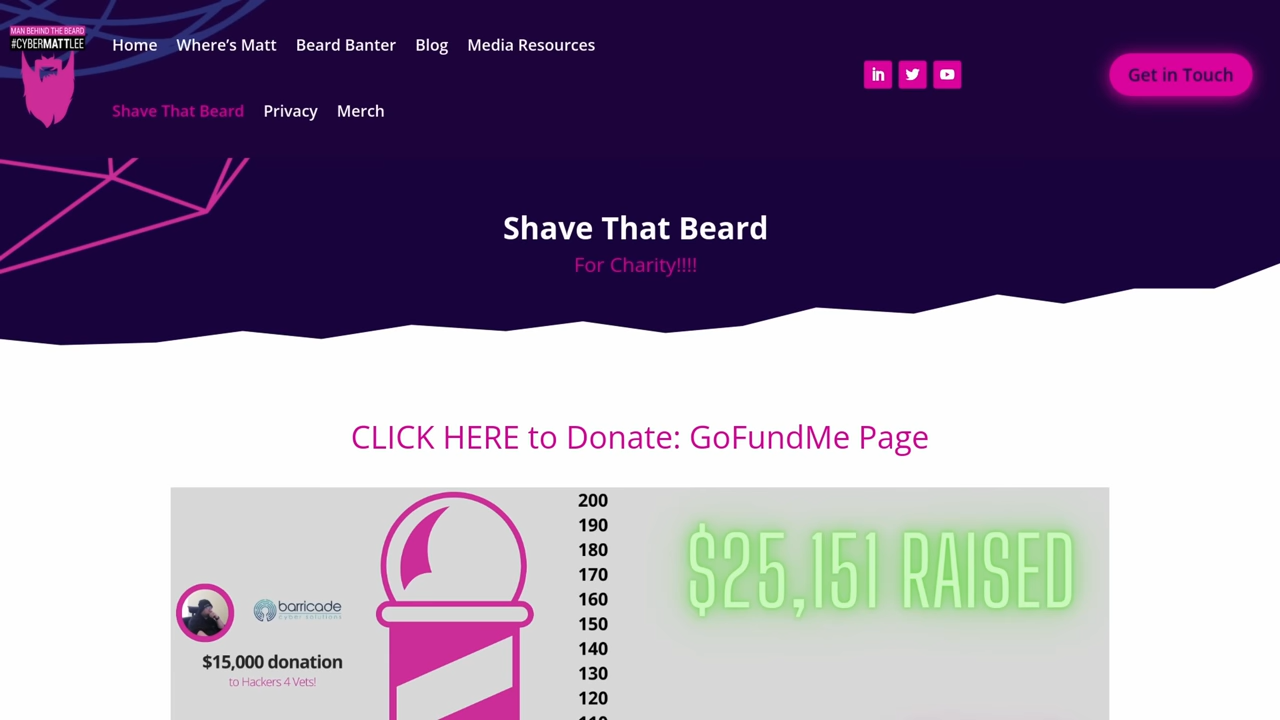 MAN BEHIND THE BEARD
#CYBERMATTLEE
Home Where's Matt Beard Banter Blog Media Resources
Shave That Beard Privacy Merch
in
Get in Touch
Shave That Beard
For Charity!!!!
CLICK HERE to Donate: GoFundMe Page
200
190
180
170
160
150
140
130
120
110
$25,151 RAISED
barricade
cyber solutions
$15,000 donation
to Hackers 4 Vets!